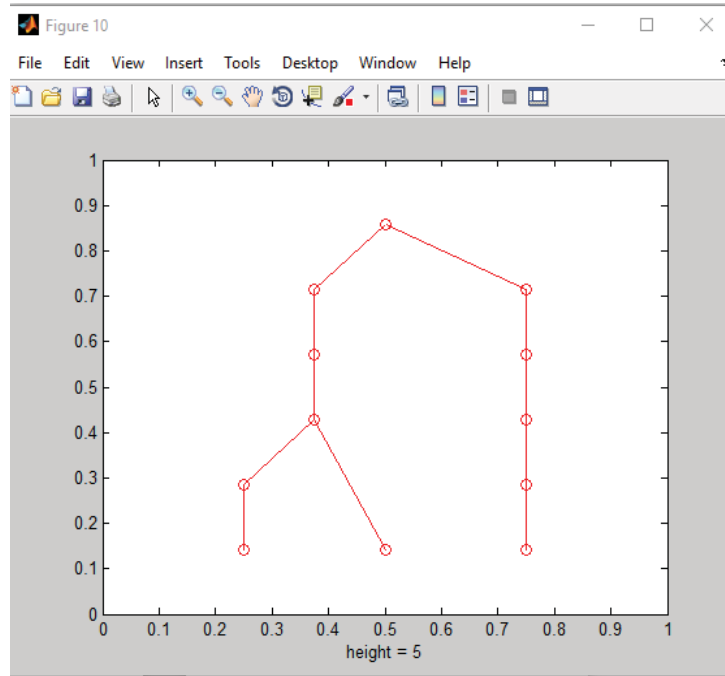 Figure 10
File Edit View Insert Tools Desktop Window Help
1
0.9
0.8
0.7
0.6
0.5
0.4
0.3
0.2
0.1
0
0 0.1 0.2 0.3 0.4 0.5 0.6 0.7 0.8 0.9 1
height = 5